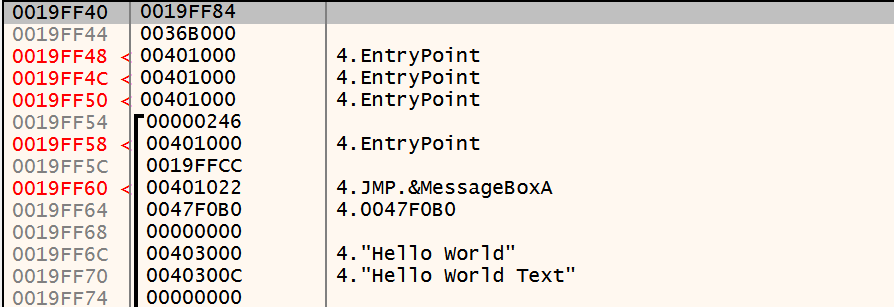 0019FF40 0019FF84
0019FF44 0036B000
0019FF48 < 00401000 4.EntryPoint
0019FF4C < 00401000 4.EntryPoint
0019FF50 < 00401000 4.EntryPoint
0019FF54 00000246
0019FF58 < 00401000 4.EntryPoint
0019FF5C 0019FFCC
0019FF60 < 00401022 4.JMP.&MessageBoxA
0019FF64 0047F0B0 4.0047F0B0
0019FF68 00000000
0019FF6C 00403000 4."Hello World"
0019FF70 0040300C 4."Hello World Text"
0019FF74 00000000